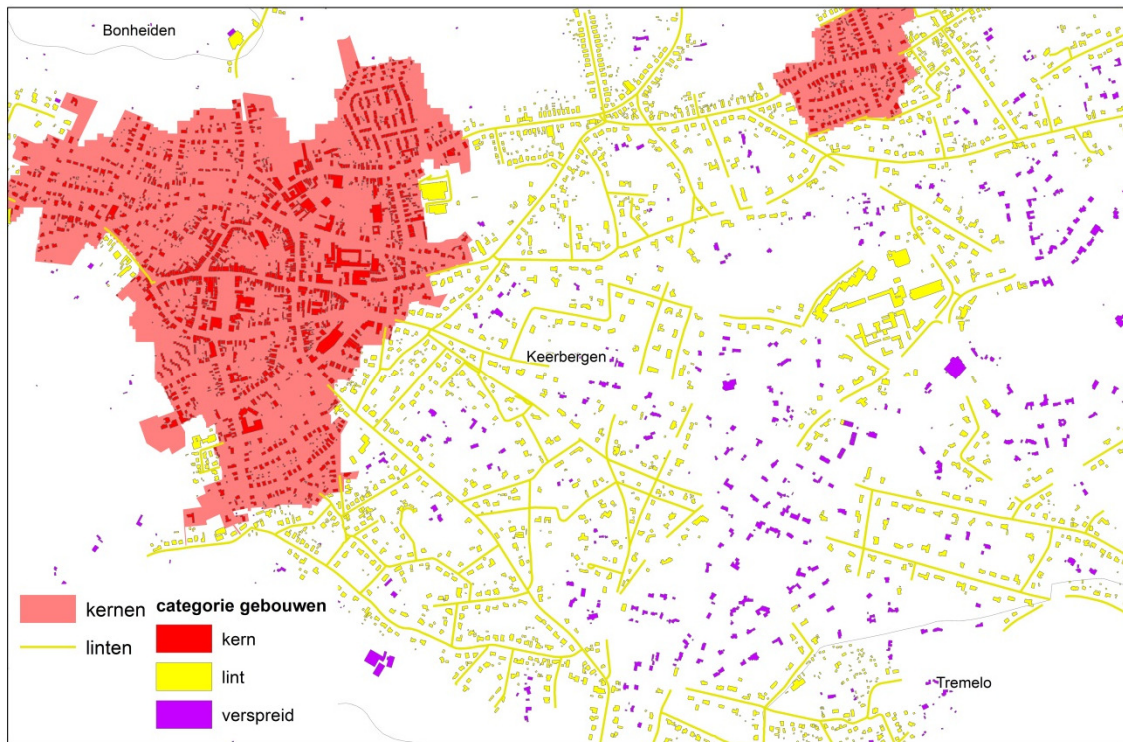 Bonheiden
Keerbergen
Tremelo
kernen
linten
categorie gebouwen
kern
lint
verspreid